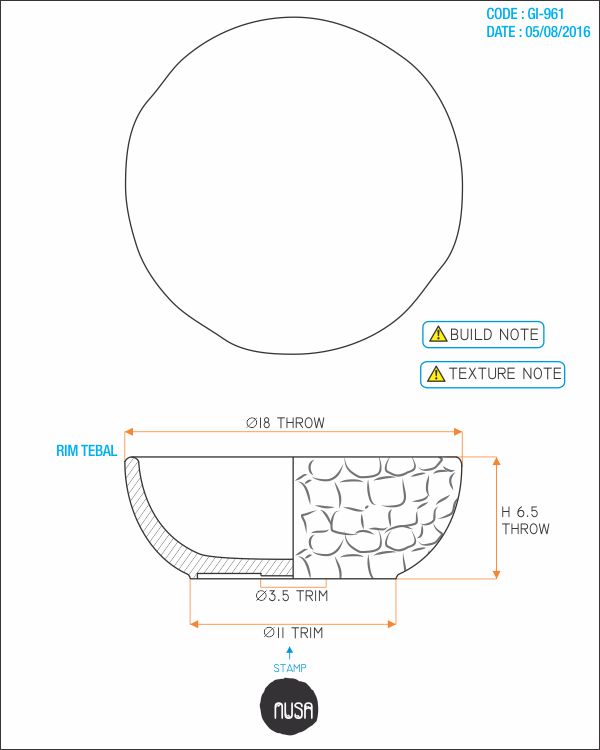 CODE : GI-961
DATE : 05/08/2016
BUILD NOTE
TEXTURE NOTE
Ø18 THROW
RIM TEBAL
H 6.5
THROW
Ø3.5 TRIM
Ø11 TRIM
STAMP
NUSA